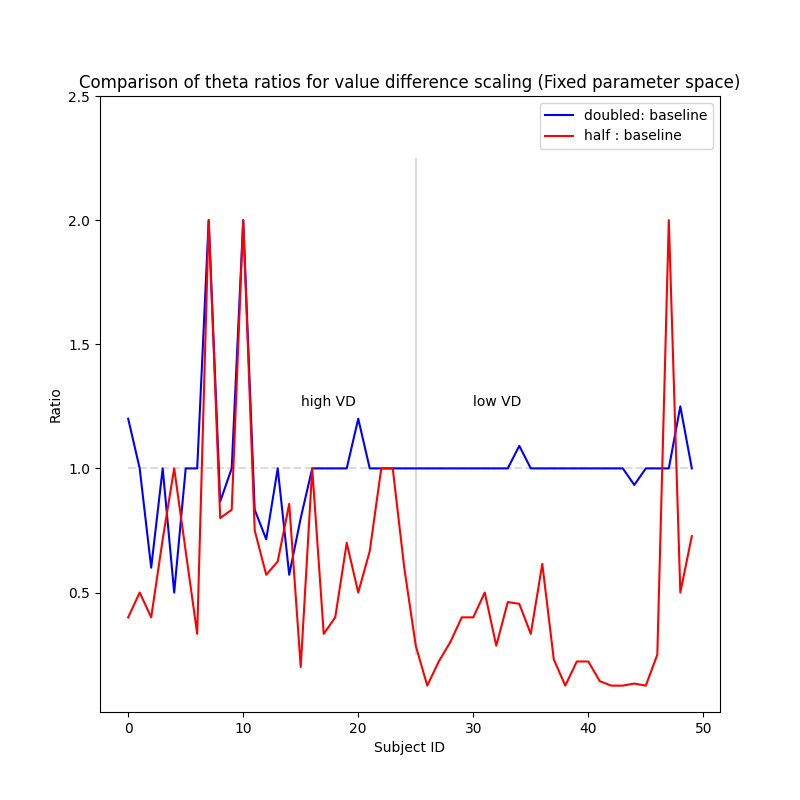 Comparison of theta ratios for value difference scaling (Fixed parameter space)
2.5
doubled: baseline
half : baseline
2.0
1.5
high VD
low VD
Ratio
1.0
0.5
0
10
20
30
40
50
Subject ID